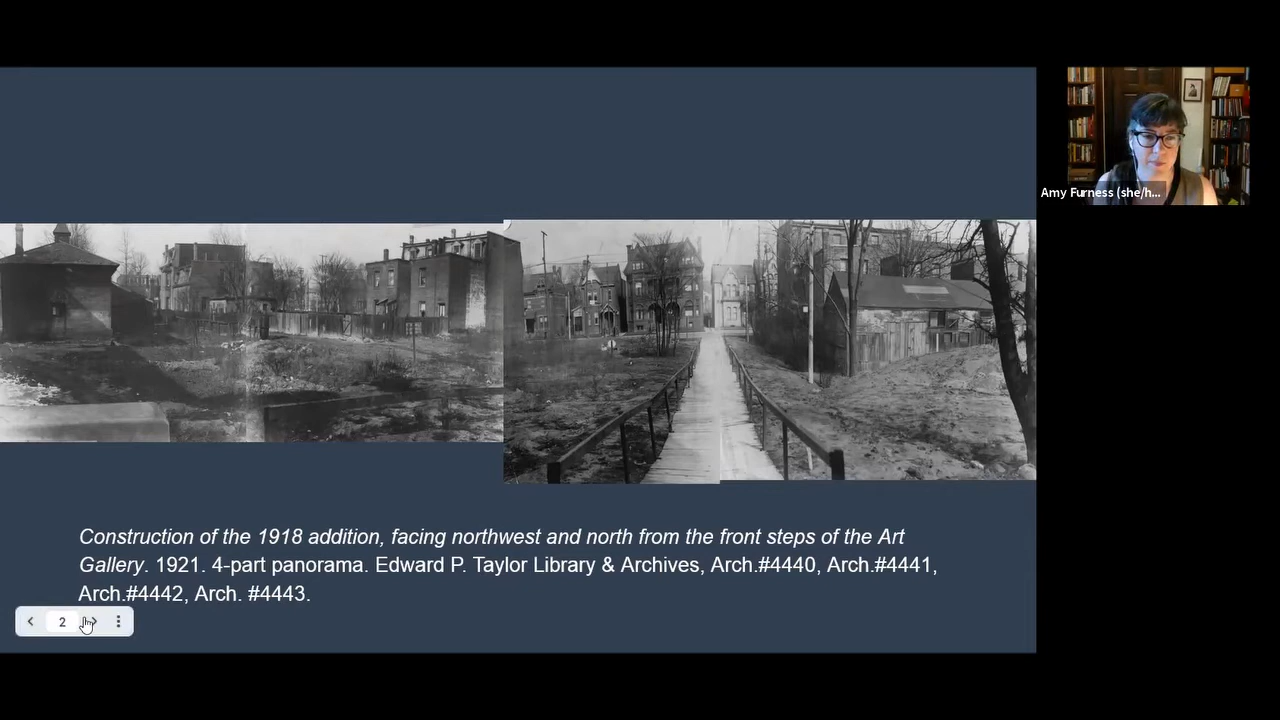 Amy Furness (she/h...
Construction of the 1918 addition, facing northwest and north from the front steps of the Art
Gallery. 1921. 4-part panorama. Edward P. Taylor Library & Archives, Arch.#4440, Arch.#4441,
Arch.#4442, Arch. #4443.
2